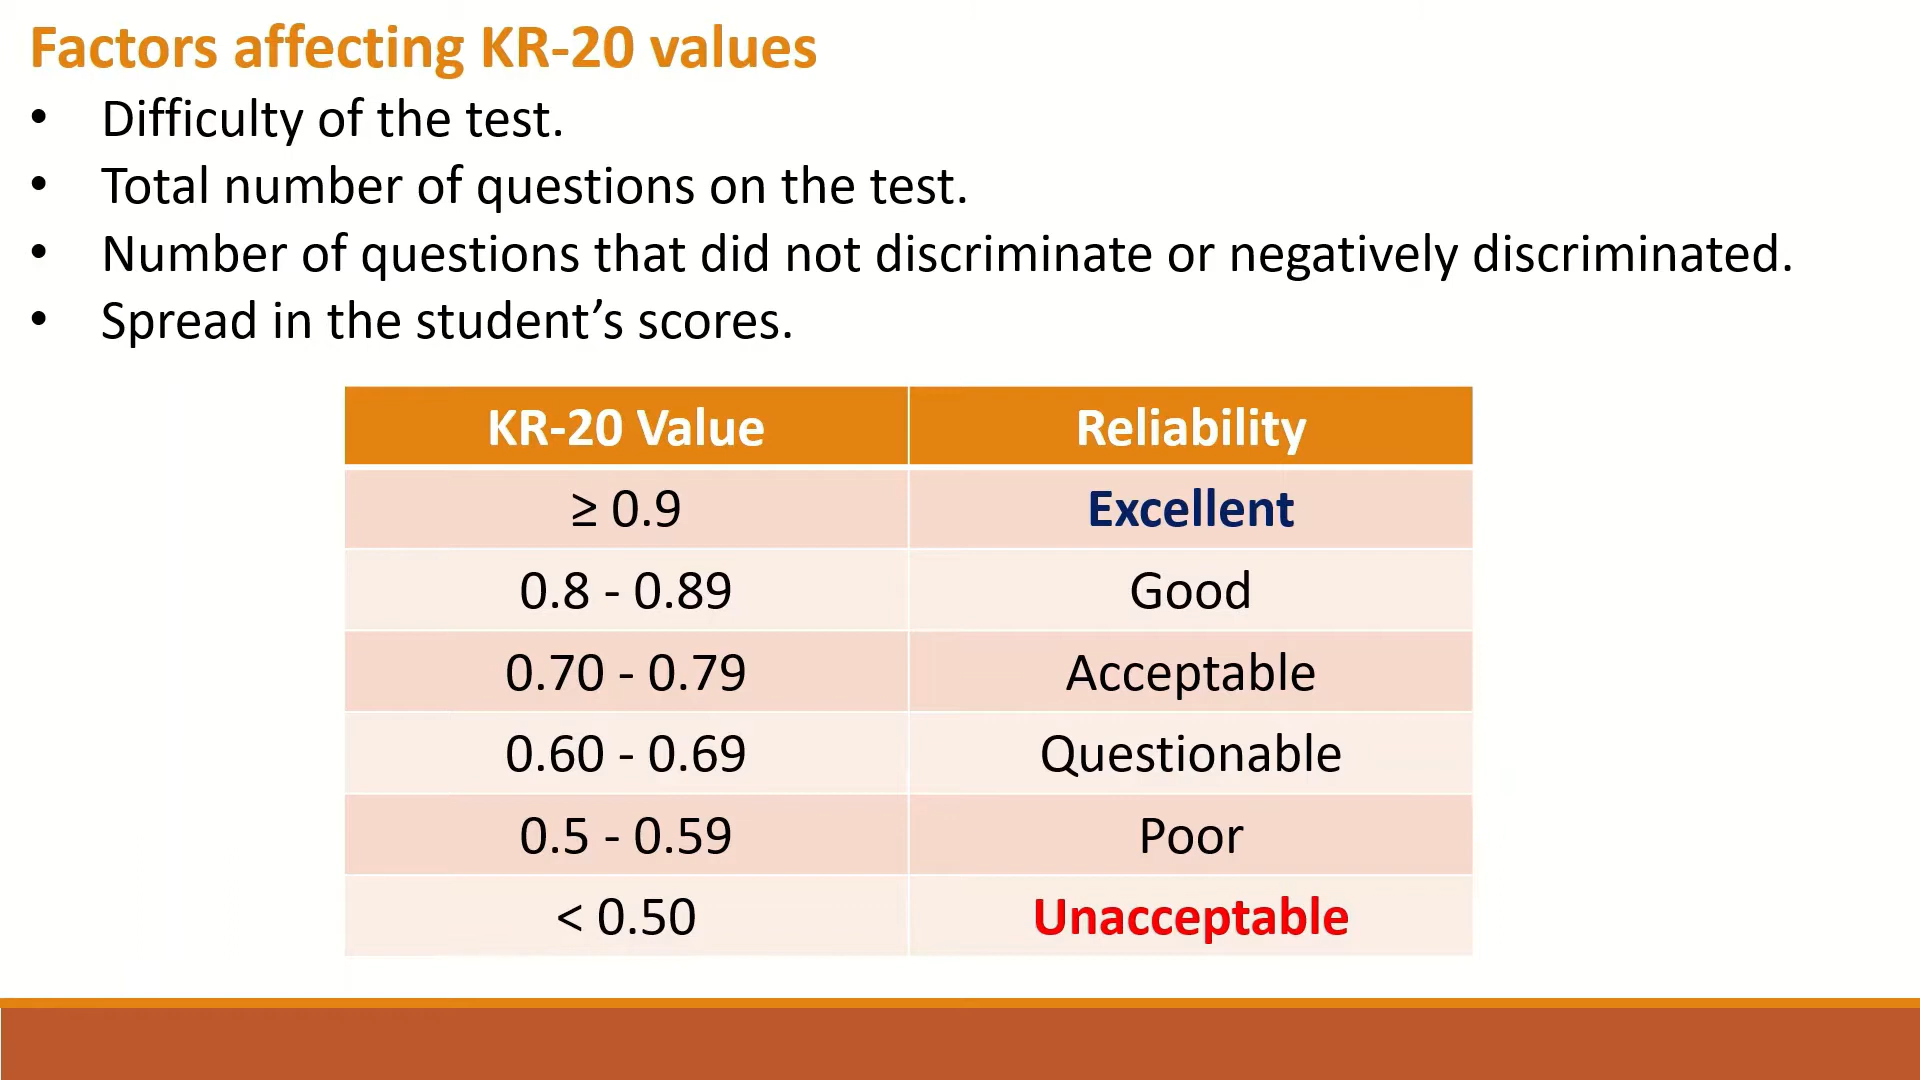 Factors affecting KR-20 values
• Difficulty of the test.
• Total number of questions on the test.
• Number of questions that did not discriminate or negatively discriminated.
• Spread in the student’s scores.
KR-20 Value Reliability
≥ 0.9 Excellent
0.8 - 0.89 Good
0.70 - 0.79 Acceptable
0.60 - 0.69 Questionable
0.5 - 0.59 Poor
< 0.50 Unacceptable